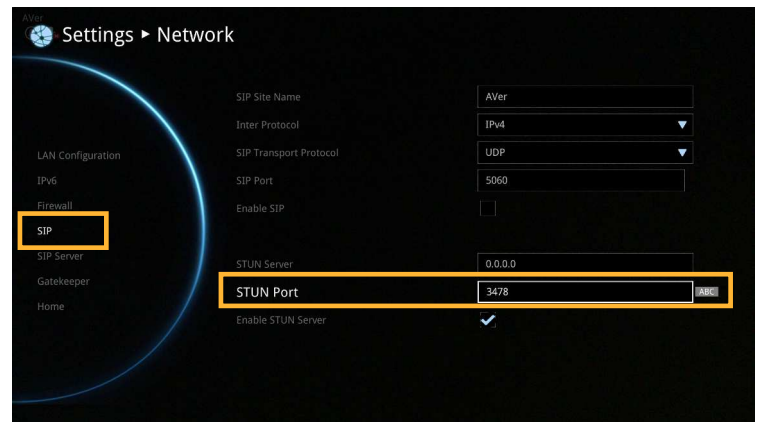 AVer
Settings ► Network
SIP Site Name AVer
Inter Protocol IPv4
LAN Configuration SIP Transport Protocol UDP
IPv6 SIP Port 5060
Firewall Enable SIP
SIP
SIP Server STUN Server 0.0.0.0
Gatekeeper STUN Port 3478 ABC
Home Enable STUN Server